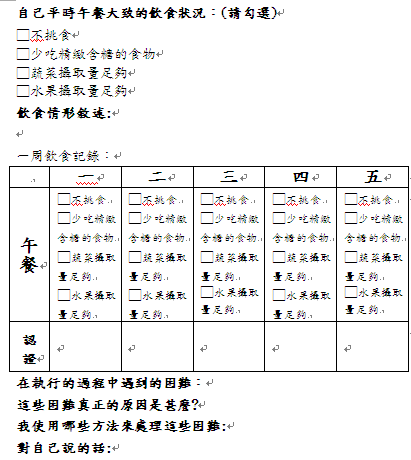 自己平時午餐大致的飲食狀況：(請勾選)
□不挑食
□少吃精緻含糖的食物
□蔬菜攝取量足夠
□水果攝取量足夠
飲食情形敘述:
一周飲食記錄：
一 二 三 四 五
午餐
□不挑食 □不挑食 □不挑食 □不挑食 □不挑食
□少吃精緻 □少吃精緻 □少吃精緻 □少吃精緻 □少吃精緻
含糖的食物 含糖的食物 含糖的食物 含糖的食物 含糖的食物
□蔬菜攝取 □蔬菜攝取 □蔬菜攝取 □蔬菜攝取 □蔬菜攝取
量足夠 量足夠 量足夠 量足夠 量足夠
□水果攝取 □水果攝取 □水果攝取 □水果攝取 □水果攝取
量足夠 量足夠 量足夠 量足夠 量足夠
認證
在執行的過程中遇到的困難：
這些困難真正的原因是甚麼?
我使用哪些方法來處理這些困難:
對自己說的話: